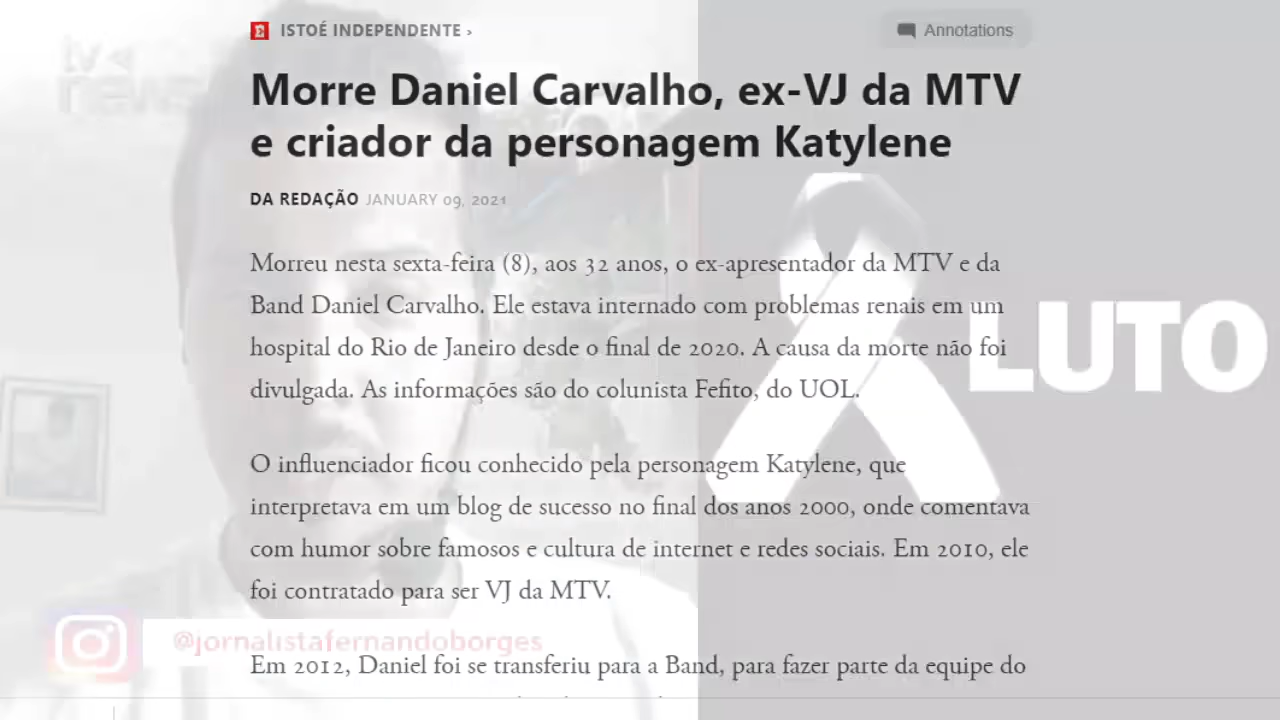 tv
news
ISTOÉ INDEPENDENTE ›
Annotations
Morre Daniel Carvalho, ex-VJ da MTV
e criador da personagem Katylene
DA REDAÇÃO JANUARY 09, 2021
Morreu nesta sexta-feira (8), aos 32 anos, o ex-apresentador da MTV e da
Band Daniel Carvalho. Ele estava internado com problemas renais em um
hospital do Rio de Janeiro desde o final de 2020. A causa da morte não foi
divulgada. As informações são do colunista Fefito, do UOL.
LUTO
O influenciador ficou conhecido pela personagem Katylene, que
interpretava em um blog de sucesso no final dos anos 2000, onde comentava
com humor sobre famosos e cultura de internet e redes sociais. Em 2010, ele
foi contratado para ser VJ da MTV.
@jornalistafernandoborges
Em 2012, Daniel foi se transferiu para a Band, para fazer parte da equipe do